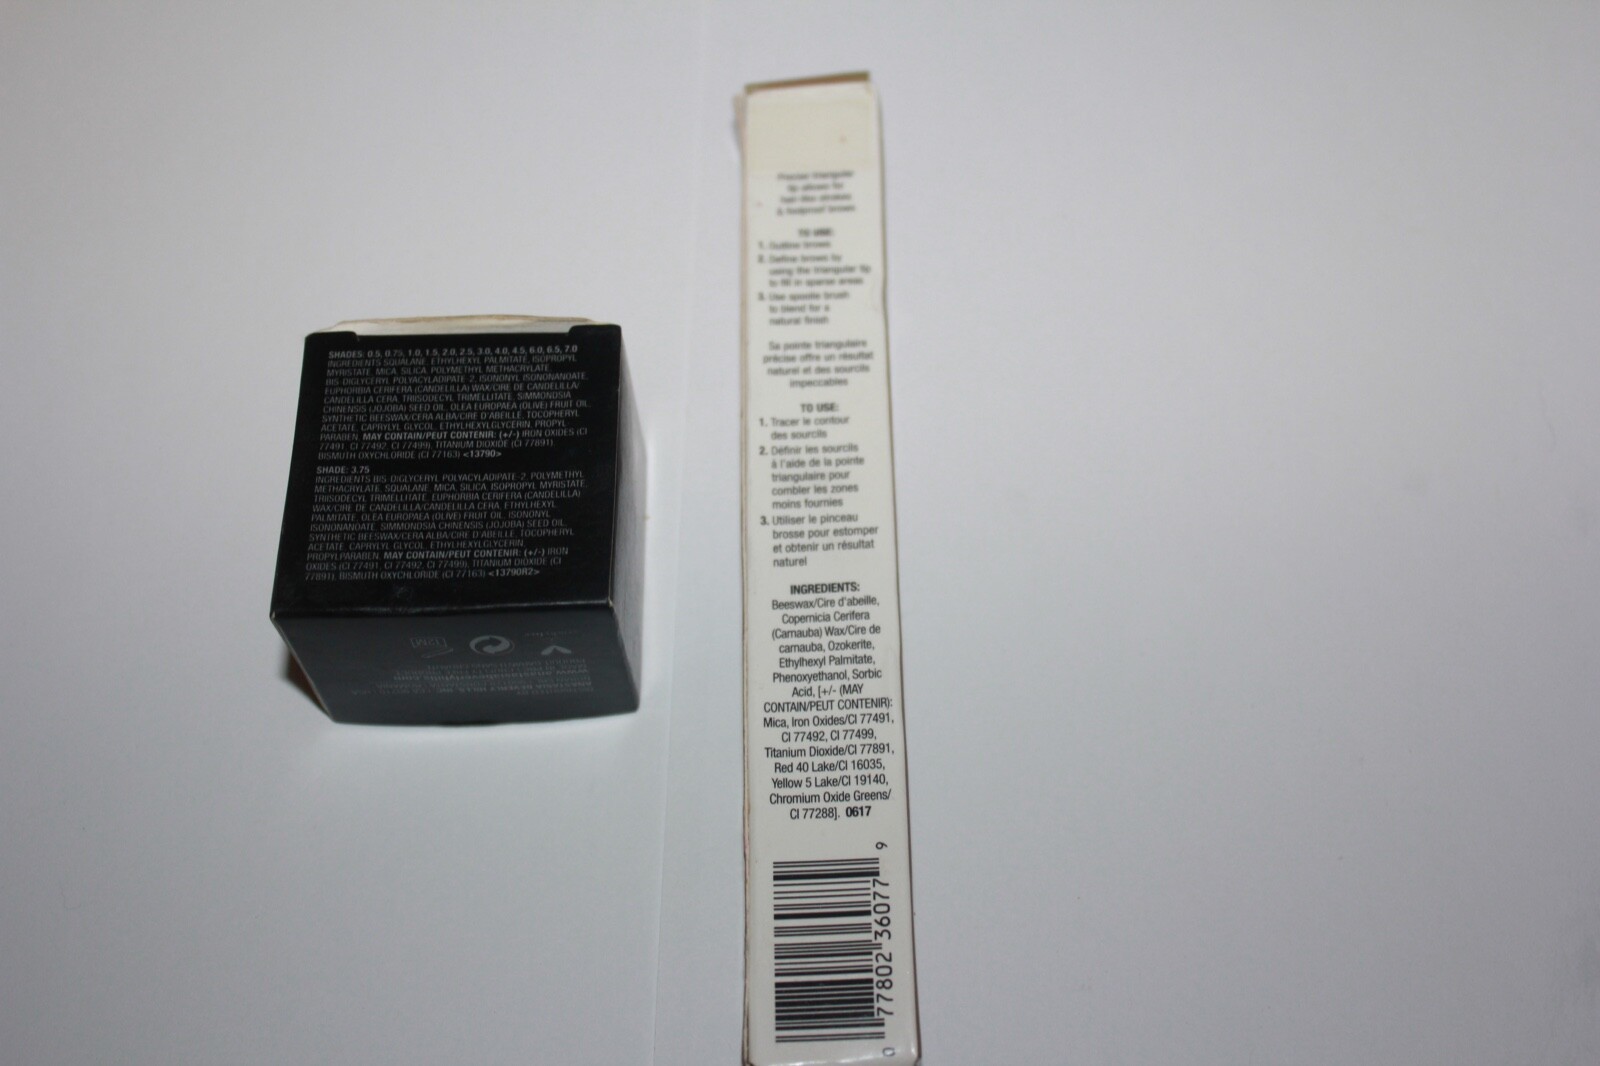 SHADES: 0.5, 0.75, 1.0, 1.5, 2.0, 2.5, 3.0, 4.0, 4.5, 6.0, 6.5, 7.0
INGREDIENTS SQUALANE, ETHYLHEXYL PALMITATE, ISOPROPYL
MYRISTATE, MICA, SILICA, POLYMETHYL METHACRYLATE
BIS-DIGLYCERYL POLYACYLADIPATE-2, ISONONYL ISONONANOATE,
EUPHORBIA CERIFERA (CANDELILLA) WAX/CIRE DE CANDELILLA/
CANDELILLA CERA, TRIISODECYL TRIMELLITATE, SIMMONDSIA
CHINENSIS (JOJOBA) SEED OIL, OLEA EUROPAEA (OLIVE) FRUIT OIL,
SYNTHETIC BEESWAX/CERA ALBA/CIRE D'ABEILLE, TOCOPHERYL
ACETATE, CAPRYLYL GLYCOL, ETHYLHEXYLGLYCERIN, PROPYL-
PARABEN, MAY CONTAIN/PEUT CONTENIR: (+/-) IRON OXIDES (CI
77491, CI 77492, CI 77499), TITANIUM DIOXIDE (CI 77891),
BISMUTH OXYCHLORIDE (CI 77163) <13790>
SHADE: 3.75
INGREDIENTS BIS-DIGLYCERYL POLYACYLADIPATE-2, POLYMETHYL
METHACRYLATE, SQUALANE, MICA, SILICA, ISOPROPYL MYRISTATE,
TRIISODECYL TRIMELLITATE, EUPHORBIA CERIFERA (CANDELILLA)
WAX/CIRE DE CANDELILLA/CANDELILLA CERA, ETHYLHEXYL
PALMITATE, OLEA EUROPAEA (OLIVE) FRUIT OIL, ISONONYL
ISONONANOATE, SIMMONDSIA CHINENSIS (JOJOBA) SEED OIL,
SYNTHETIC BEESWAX/CERA ALBA/CIRE D'ABEILLE, TOCOPHERYL
ACETATE, CAPRYLYL GLYCOL, ETHYLHEXYLGLYCERIN
PROPYLPARABEN, MAY CONTAIN/PEUT CONTENIR: (+/-) IRON
OXIDES (CI 77491, CI 77492, CI 77499), TITANIUM DIOXIDE (CI
77891), BISMUTH OXYCHLORIDE (CI 77163) <13790R2>
12M
Precise triangular
tip allows for
hair-like strokes
& foolproof brows
TO USE:
1. Outline brows
2. Define brows by
using the triangular tip
to fill in sparse areas
3. Use spoolie brush
to blend for a
natural finish
Sa pointe triangulaire
précise offre un résultat
naturel et des sourcils
impeccables
TO USE:
1. Tracer le contour
des sourcils
2. Définir les sourcils
à l'aide de la pointe
triangulaire pour
combler les zones
moins fournies
3. Utiliser le pinceau
brosse pour estomper
et obtenir un résultat
naturel
INGREDIENTS:
Beeswax/Cire d'abeille,
Copernicia Cerifera
(Carnauba) Wax/Cire de
carnauba, Ozokerite,
Ethylhexyl Palmitate,
Phenoxyethanol, Sorbic
Acid, [+/- (MAY
CONTAIN/PEUT CONTENIR):
Mica, Iron Oxides/CI 77491,
CI 77492, CI 77499,
Titanium Dioxide/CI 77891,
Red 40 Lake/CI 16035,
Yellow 5 Lake/CI 19140,
Chromium Oxide Greens/
CI 77288]. 0617
0 77802 36077 9